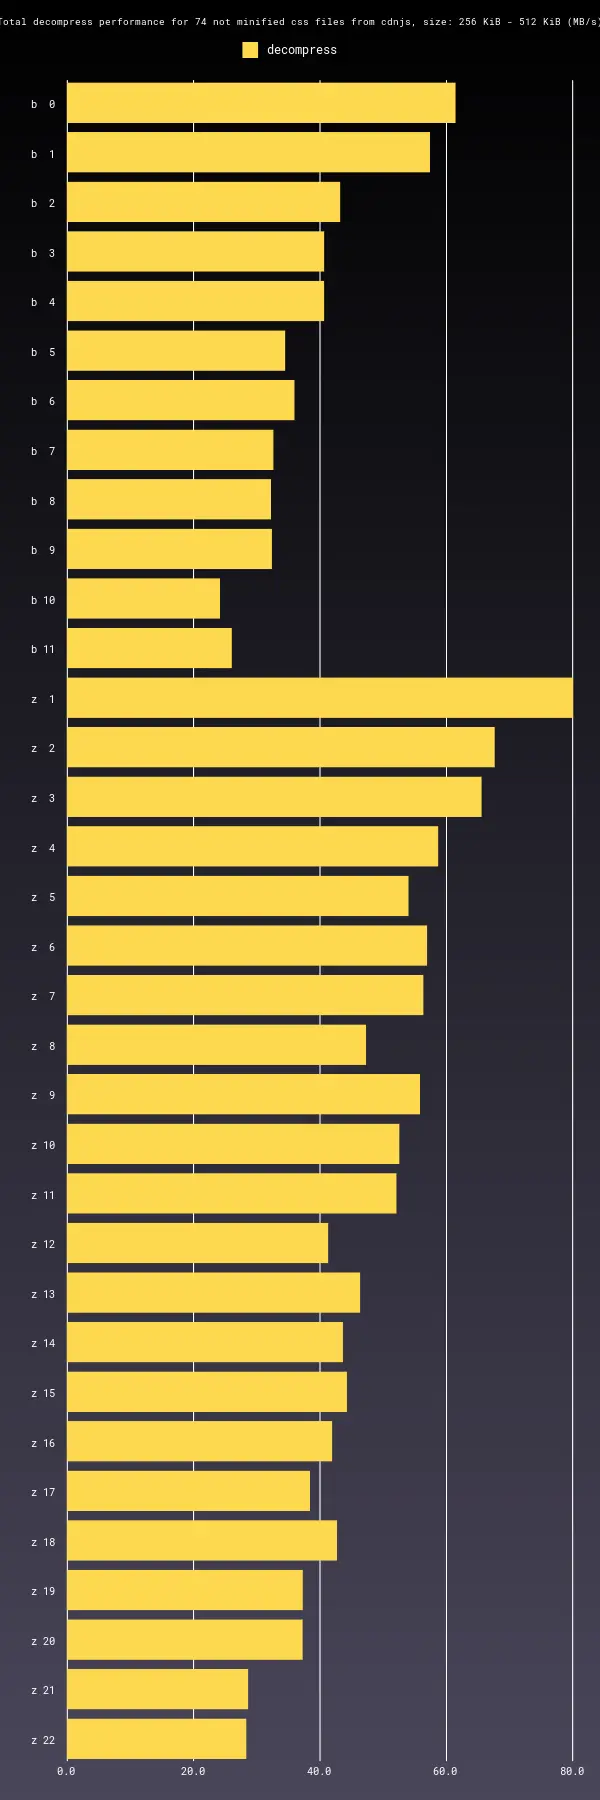 Total decompress performance for 74 not minified css files from cdnjs, size: 256 KiB - 512 KiB (MB/s)
decompress
b 0
b 1
b 2
b 3
b 4
b 5
b 6
b 7
b 8
b 9
b 10
b 11
z 1
z 2
z 3
z 4
z 5
z 6
z 7
z 8
z 9
z 10
z 11
z 12
z 13
z 14
z 15
z 16
z 17
z 18
z 19
z 20
z 21
z 22
0.0 20.0 40.0 60.0 80.0